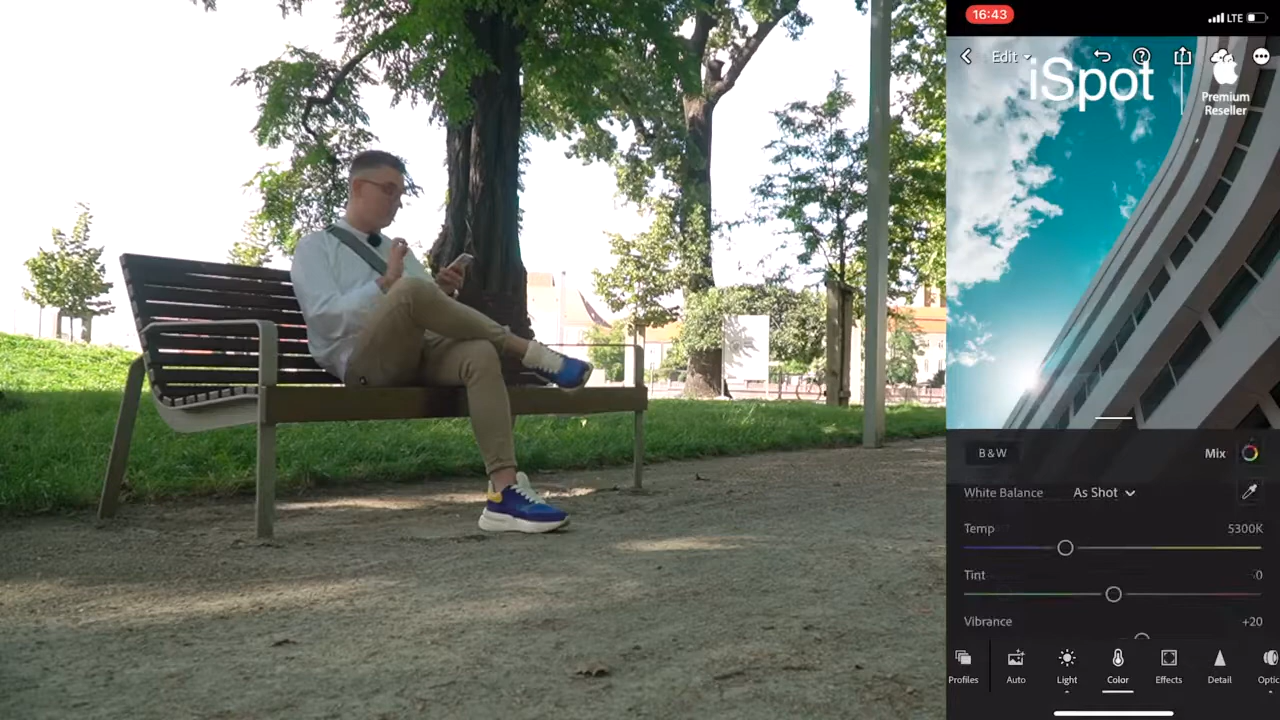 16:43
LTE
Edit
iSpot
Premium
Reseller
B & W
Mix
White Balance
As Shot
Temp
5300K
Tint
0
Vibrance
+20
Profiles
Auto
Light
Color
Effects
Detail
Optic